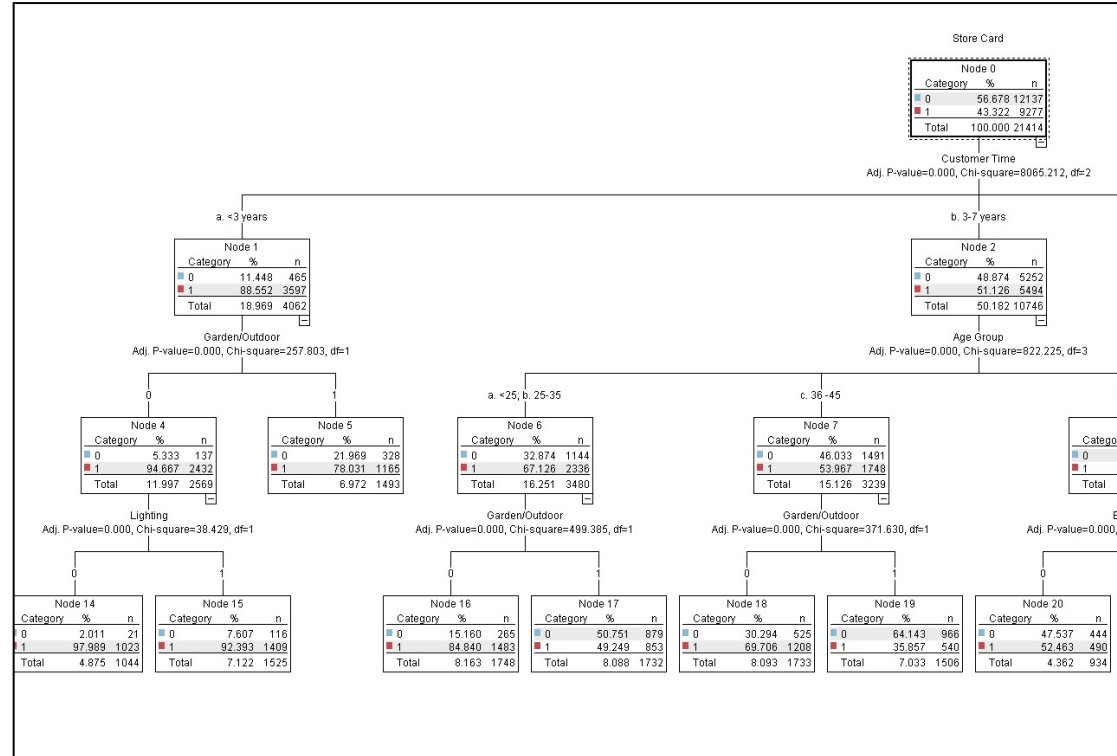 Store Card
Node 0
Category % n
0 56.678 12137
1 43.322 9277
Total 100.000 21414
Customer Time
Adj. P-value=0.000, Chi-square=8065.212, df=2
a. <3 years
b. 3-7 years
Node 1
Category % n
0 11.448 465
1 88.552 3597
Total 18.969 4062
Node 2
Category % n
0 48.874 5252
1 51.126 5494
Total 50.182 10746
Garden/Outdoor
Adj. P-value=0.000, Chi-square=257.803, df=1
Age Group
Adj. P-value=0.000, Chi-square=822.225, df=3
0
1
a. <25; b. 25-35
c. 36-45
Node 4
Category % n
0 5.333 137
1 94.667 2432
Total 11.997 2569
Node 5
Category % n
0 21.969 328
1 78.031 1165
Total 6.972 1493
Node 6
Category % n
0 32.874 1144
1 67.126 2336
Total 16.251 3480
Node 7
Category % n
0 46.033 1491
1 53.967 1748
Total 15.126 3239
Catego
0
1
Total
Lighting
Adj. P-value=0.000, Chi-square=38.429, df=1
Garden/Outdoor
Adj. P-value=0.000, Chi-square=499.385, df=1
Garden/Outdoor
Adj. P-value=0.000, Chi-square=371.630, df=1
Adj. P-value=0.000,
0
1
0
1
0
1
0
Node 14
Category % n
0 2.011 21
1 97.989 1023
Total 4.875 1044
Node 15
Category % n
0 7.607 116
1 92.393 1409
Total 7.122 1525
Node 16
Category % n
0 15.160 265
1 84.840 1483
Total 8.163 1748
Node 17
Category % n
0 50.751 879
1 49.249 853
Total 8.088 1732
Node 18
Category % n
0 30.294 525
1 69.706 1208
Total 8.093 1733
Node 19
Category % n
0 64.143 966
1 35.857 540
Total 7.033 1506
Node 20
Category % n
0 47.537 444
1 52.463 490
Total 4.362 934